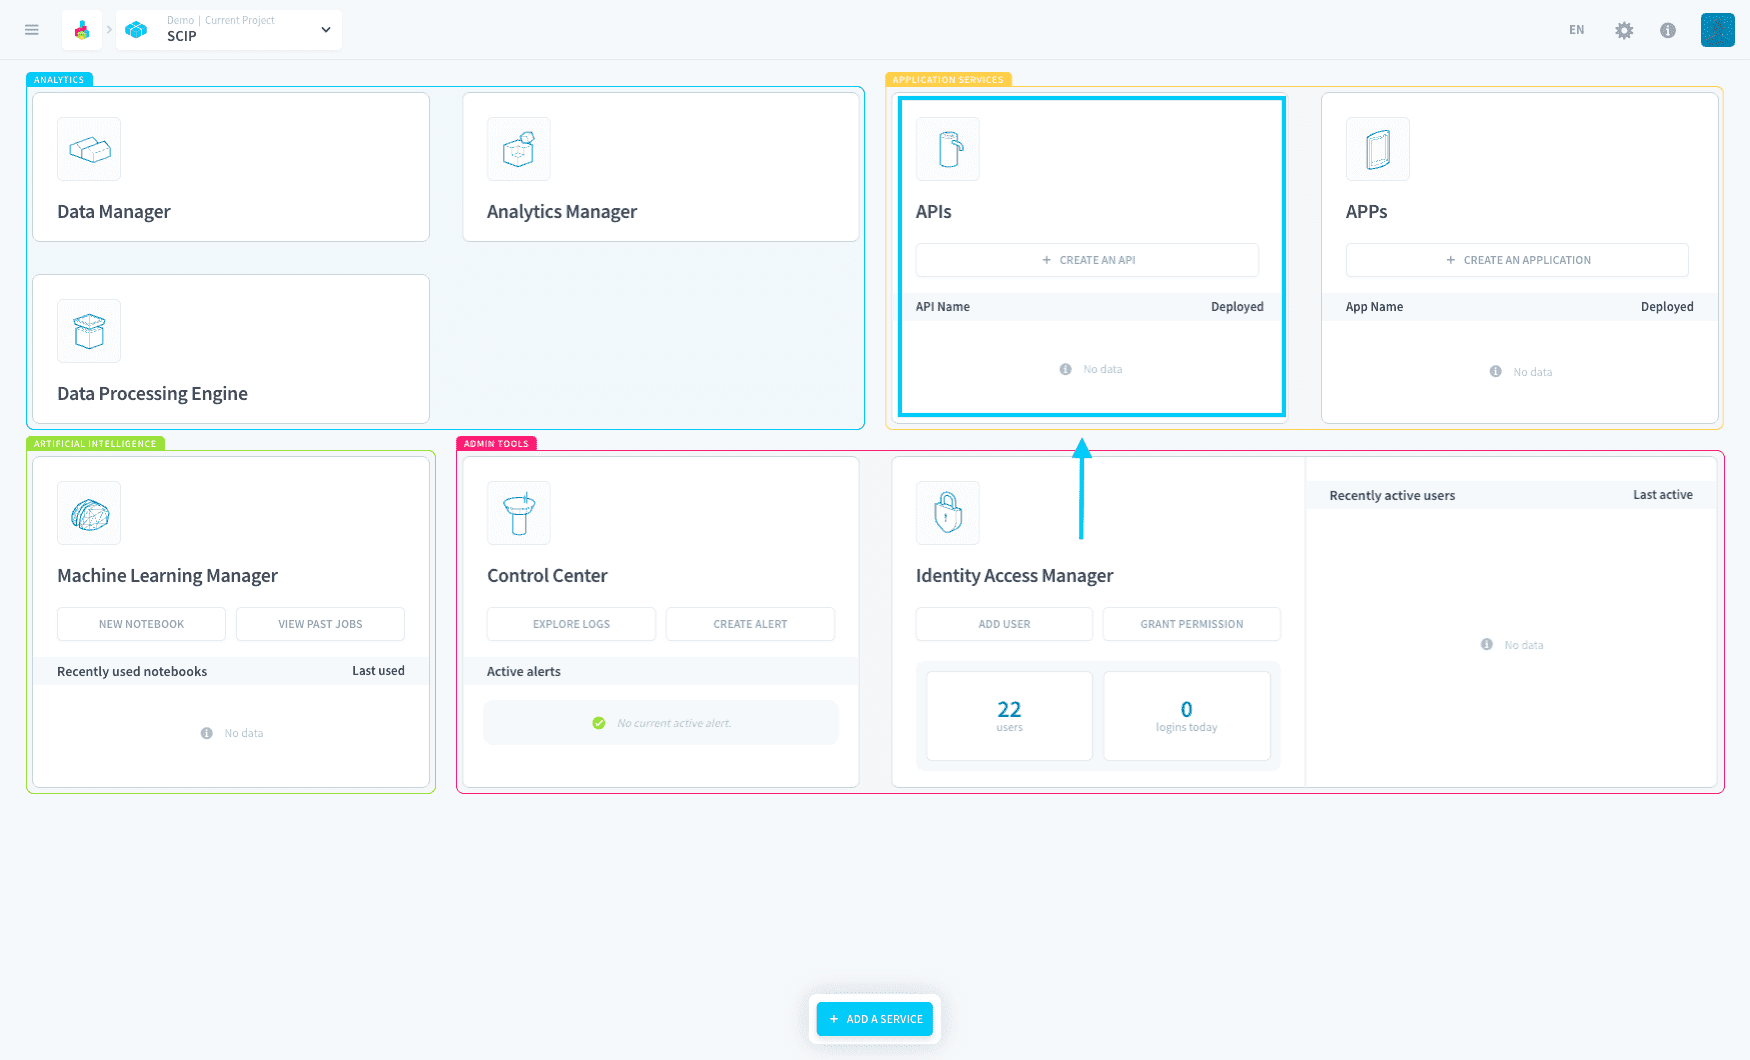 Demo | Current Project
SCIP
EN
ANALYTICS
Data Manager
Analytics Manager
Data Processing Engine
APPLICATION SERVICES
APIs
+ CREATE AN API
API Name Deployed
No data
APPs
+ CREATE AN APPLICATION
App Name Deployed
No data
ARTIFICIAL INTELLIGENCE
Machine Learning Manager
NEW NOTEBOOK VIEW PAST JOBS
Recently used notebooks Last used
No data
ADMIN TOOLS
Control Center
EXPLORE LOGS CREATE ALERT
Active alerts
No current active alert.
Identity Access Manager
ADD USER GRANT PERMISSION
22
users
0
logins today
Recently active users Last active
No data
+ ADD A SERVICE